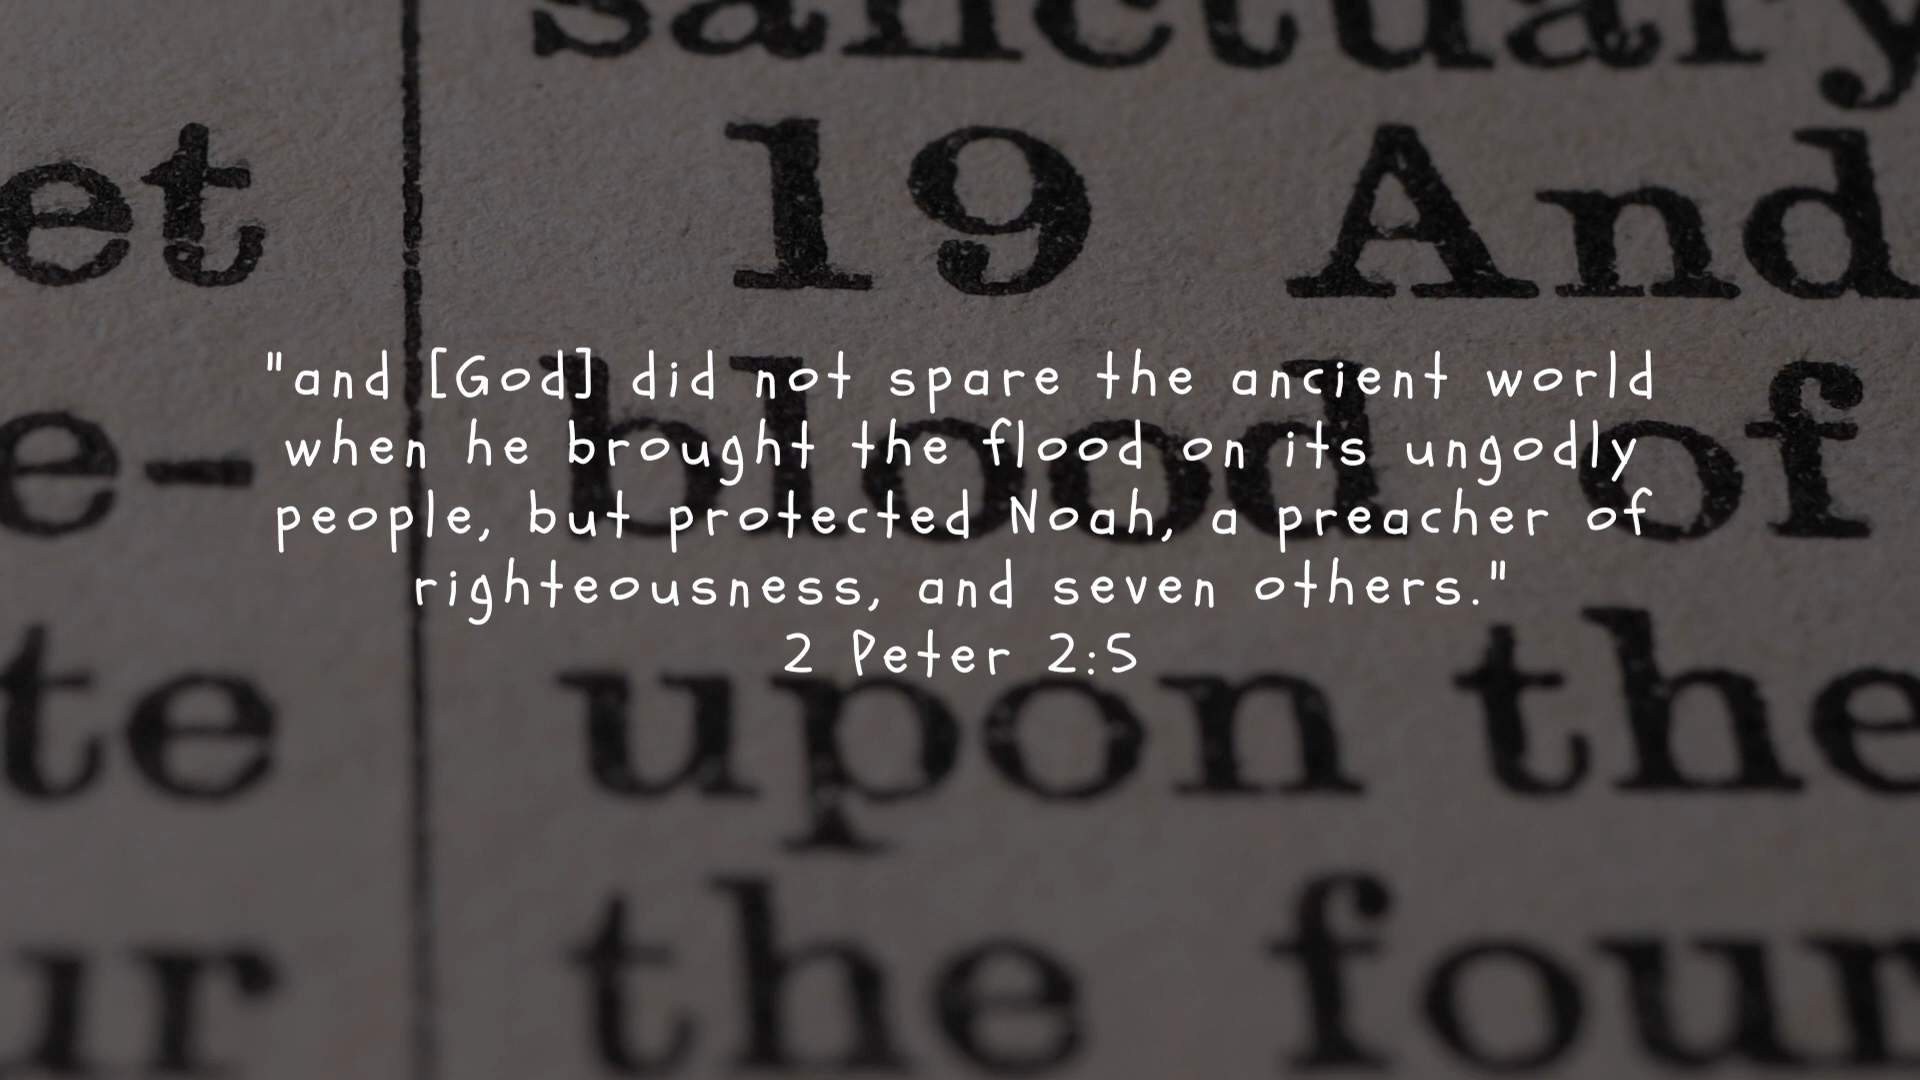 sanctuary
et 19 And
"and [God] did not spare the ancient world
when he brought the flood on its ungodly
e- blood of
people, but protected Noah, a preacher of
righteousness, and seven others."
2 Peter 2:5
te upon the
ur the four